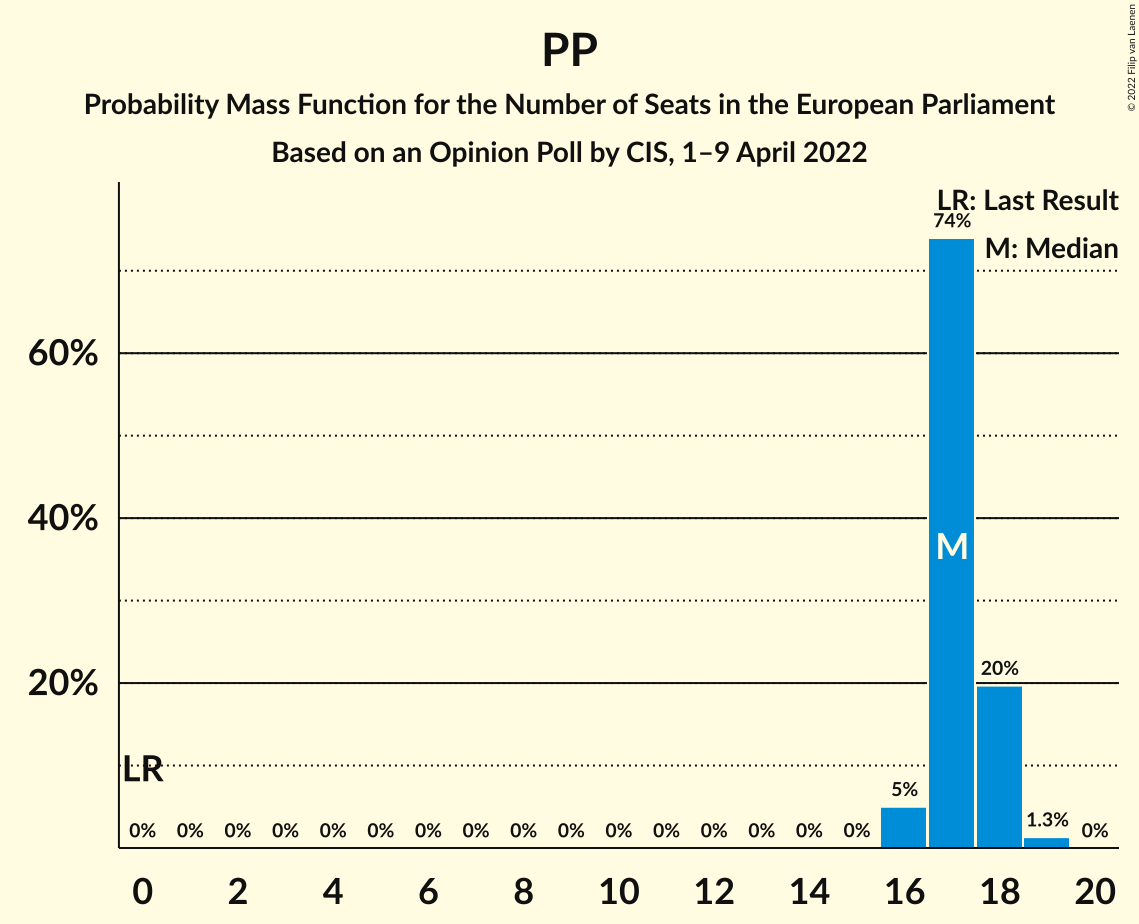 PP
Probability Mass Function for the Number of Seats in the European Parliament
Based on an Opinion Poll by CIS, 1–9 April 2022
© 2022 Filip van Laenen
LR: Last Result
M: Median
74%
60%
40%
M
20%
20%
LR
5%
1.3%
0% 0% 0% 0% 0% 0% 0% 0% 0% 0% 0% 0% 0% 0% 0% 0% 0%
0 2 4 6 8 10 12 14 16 18 20